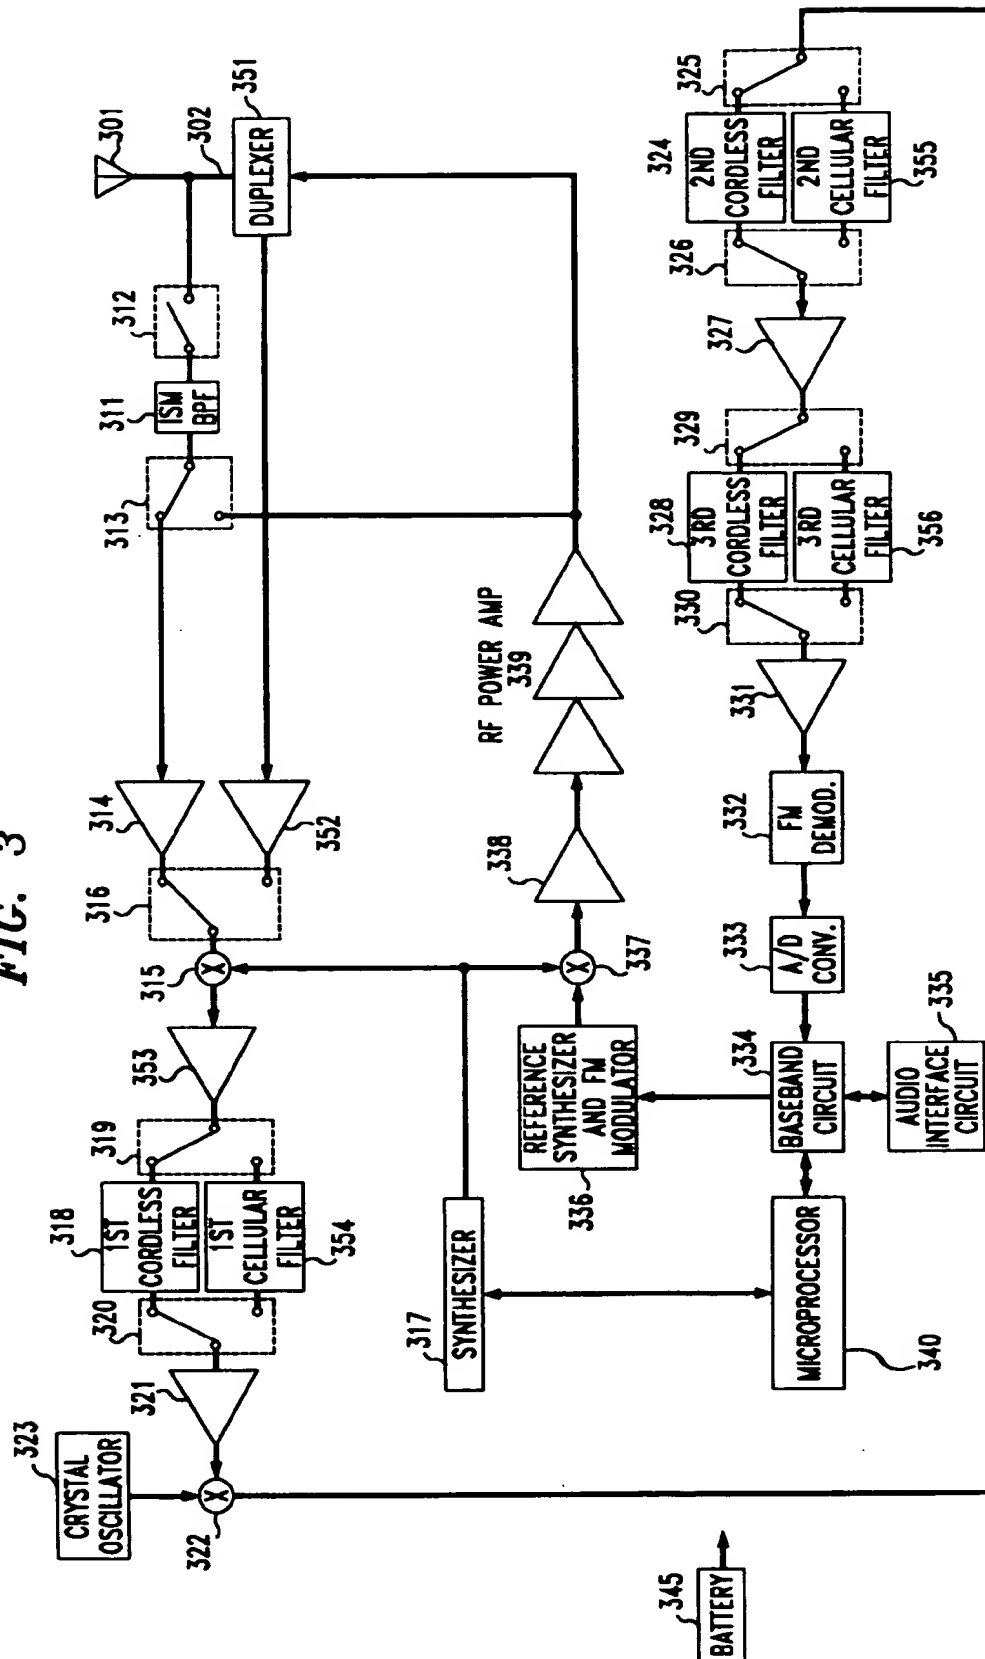 FIG. 3
323
CRYSTAL
OSCILLATOR
322
321
320
318
1ST
CORDLESS
FILTER
1ST
CELLULAR
FILTER
354
319
353
315
316
314
352
313
311
ISM
BPF
312
301
302
351
DUPLEXER
317
SYNTHESIZER
336
REFERENCE
SYNTHESIZER
AND FM
MODULATOR
337
338
RF POWER AMP
339
345
BATTERY
MICROPROCESSOR
340
334
BASEBAND
CIRCUIT
335
AUDIO
INTERFACE
CIRCUIT
333
A/D
CONV.
332
FM
DEMOD.
331
330
328
3RD
CORDLESS
FILTER
3RD
CELLULAR
FILTER
356
329
327
326
324
2ND
CORDLESS
FILTER
2ND
CELLULAR
FILTER
355
325